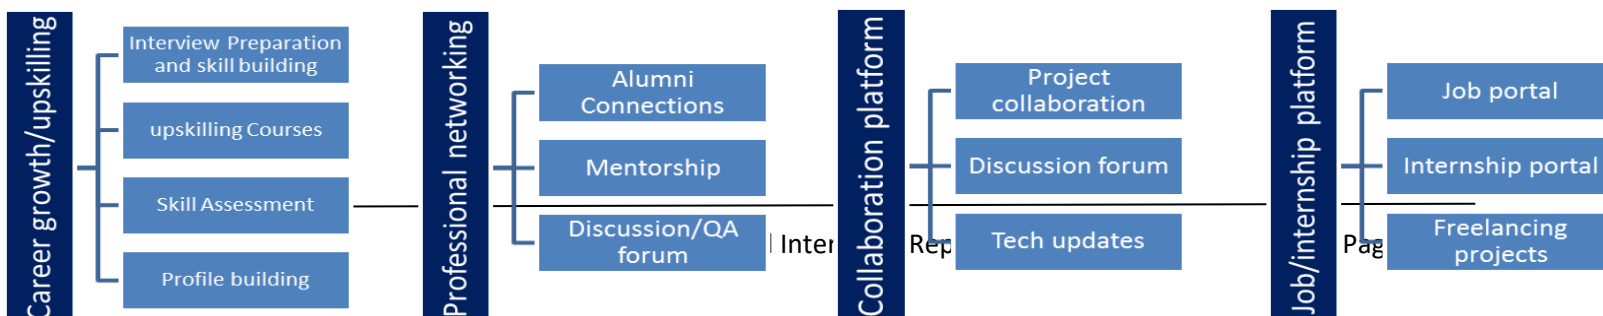 Career growth/upskilling
Interview Preparation
and skill building
upskilling Courses
Skill Assessment
Profile building
Professional networking
Alumni
Connections
Mentorship
Discussion/QA
forum
Collaboration platform
Project
collaboration
Discussion forum
Tech updates
Job/internship platform
Job portal
Internship portal
Freelancing
projects